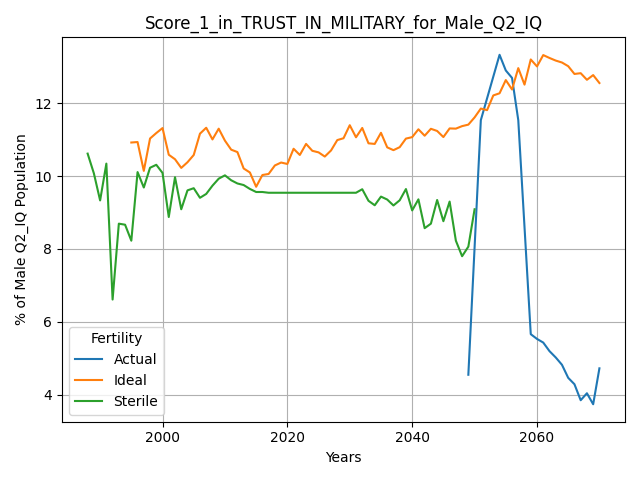 Score_1_in_TRUST_IN_MILITARY_for_Male_Q2_IQ
% of Male Q2_IQ Population
12
10
8
6
4
Fertility
Actual
Ideal
Sterile
2000
2020
2040
2060
Years